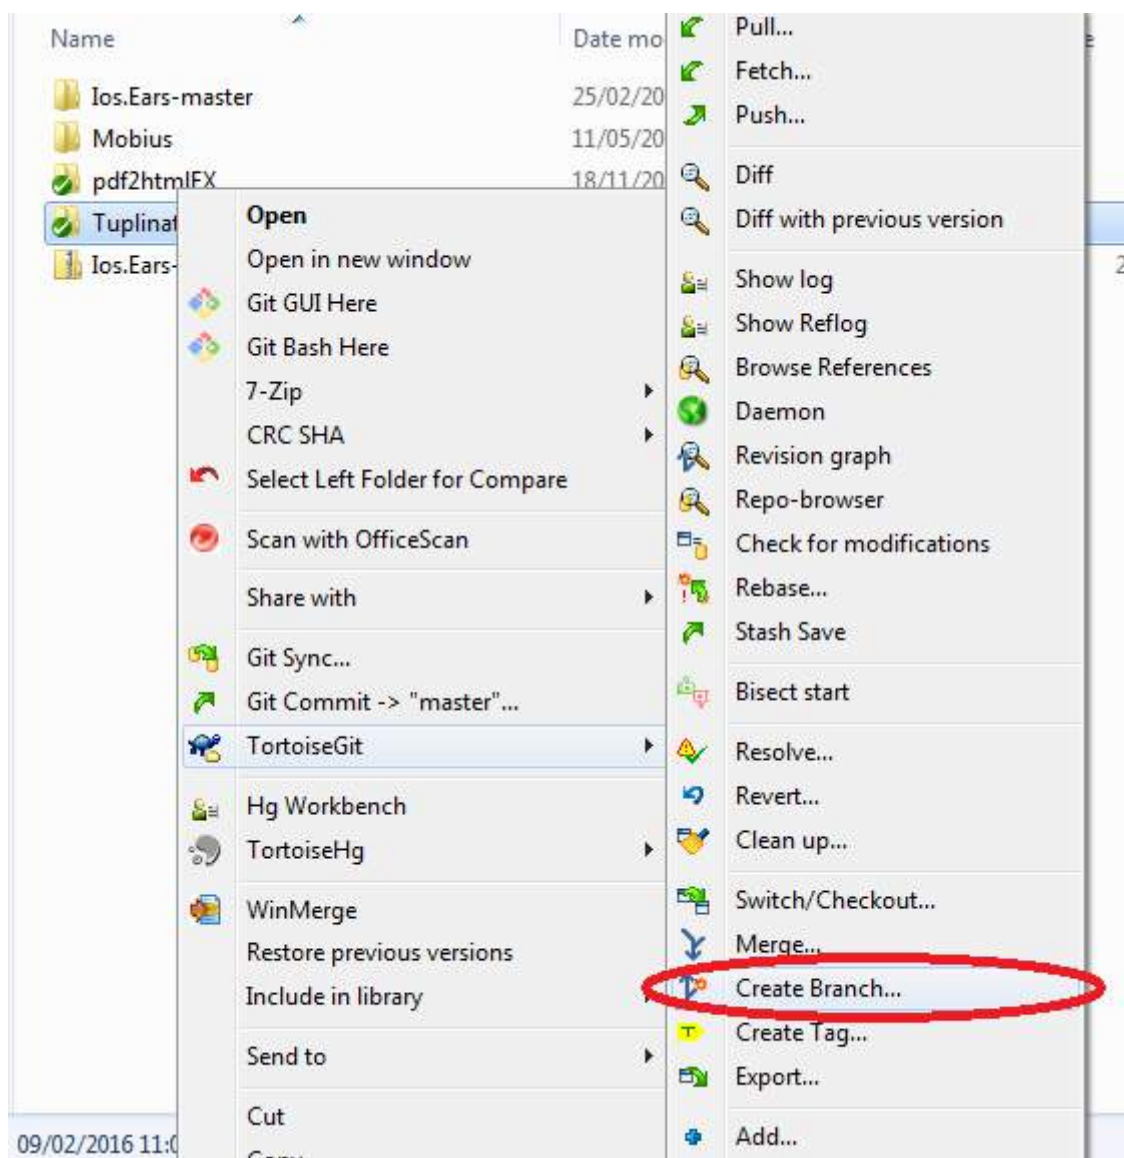 Name
Date mo
Ios.Ears-master
25/02/20
Mobius
11/05/20
pdf2htmlEX
18/11/20
Tuplinat
Ios.Ears-
2
Open
Open in new window
Git GUI Here
Git Bash Here
7-Zip
CRC SHA
Select Left Folder for Compare
Scan with OfficeScan
Share with
Git Sync...
Git Commit -> "master"...
TortoiseGit
Hg Workbench
TortoiseHg
WinMerge
Restore previous versions
Include in library
Send to
Cut
Copy
Pull...
Fetch...
Push...
Diff
Diff with previous version
Show log
Show Reflog
Browse References
Daemon
Revision graph
Repo-browser
Check for modifications
Rebase...
Stash Save
Bisect start
Resolve...
Revert...
Clean up...
Switch/Checkout...
Merge...
Create Branch...
Create Tag...
Export...
Add...
09/02/2016 11:0